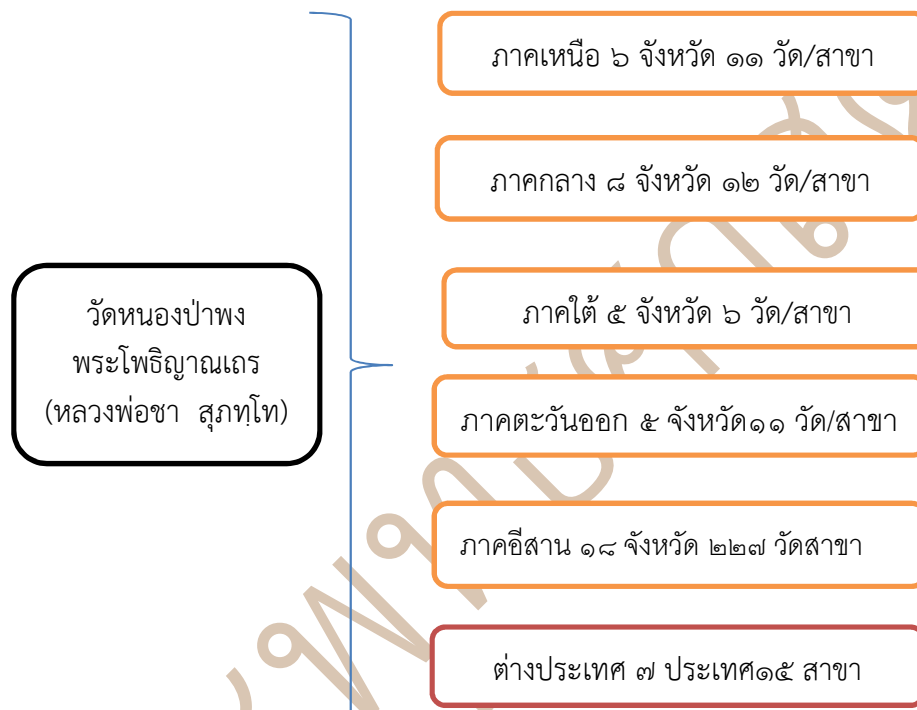 ภาคเหนือ ๖ จังหวัด ๑๑ วัด/สาขา
ภาคกลาง ๘ จังหวัด ๑๒ วัด/สาขา
วัดหนองป่าพง
พระโพธิญาณเถร
(หลวงพ่อชา สุภทฺโท)
ภาคใต้ ๕ จังหวัด ๖ วัด/สาขา
ภาคตะวันออก ๕ จังหวัด๑๑ วัด/สาขา
ภาคอีสาน ๑๘ จังหวัด ๒๒๗ วัดสาขา
ต่างประเทศ ๗ ประเทศ๑๕ สาขา